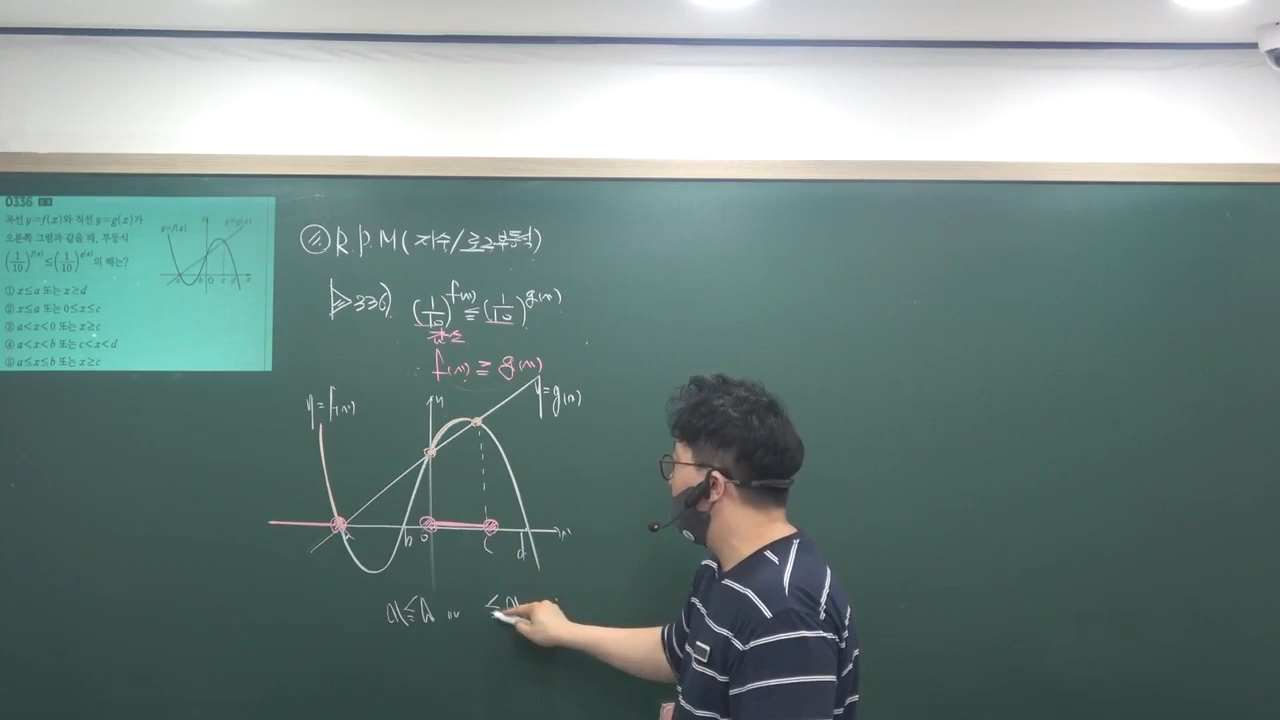 0336
곡선 y=f(x)와 직선 y=g(x)가
오른쪽 그림과 같을 때, 부등식
(1/10)^f(x) ≤ (1/10)^g(x) 의 해는?
① x≤a 또는 x≥d
② x≤a 또는 0≤x≤c
③ a<x<0 또는 x≥c
④ a<x<b 또는 c<x<d
⑤ a≤x≤b 또는 x≥c
y=f(x)
y=g(x)
b O c d x
R.P.M (지수/로그부등식)
336)
(1/10)^f(x) ≤ (1/10)^g(x)
감소
f(x) ≥ g(x)
y=f(x)
y
y=g(x)
b 0 c d x
x≤a